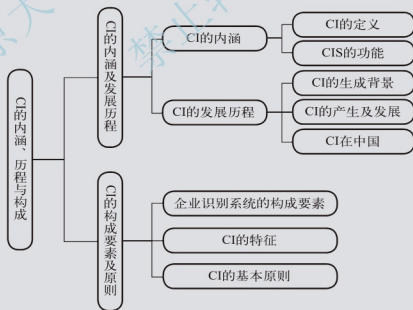 CI的内涵、历程与构成
CI的内涵及发展历程
CI的内涵
CI的定义
CIS的功能
CI的发展历程
CI的生成背景
CI的产生及发展
CI在中国
CI的构成要素及原则
企业识别系统的构成要素
CI的特征
CI的基本原则